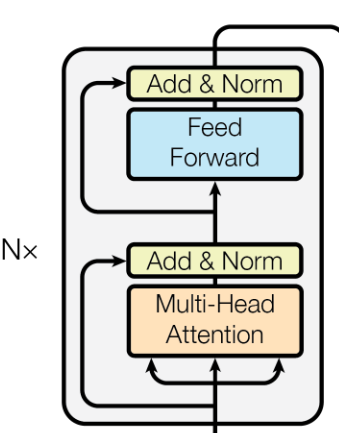 Add & Norm
Feed
Forward
N×
Add & Norm
Multi-Head
Attention